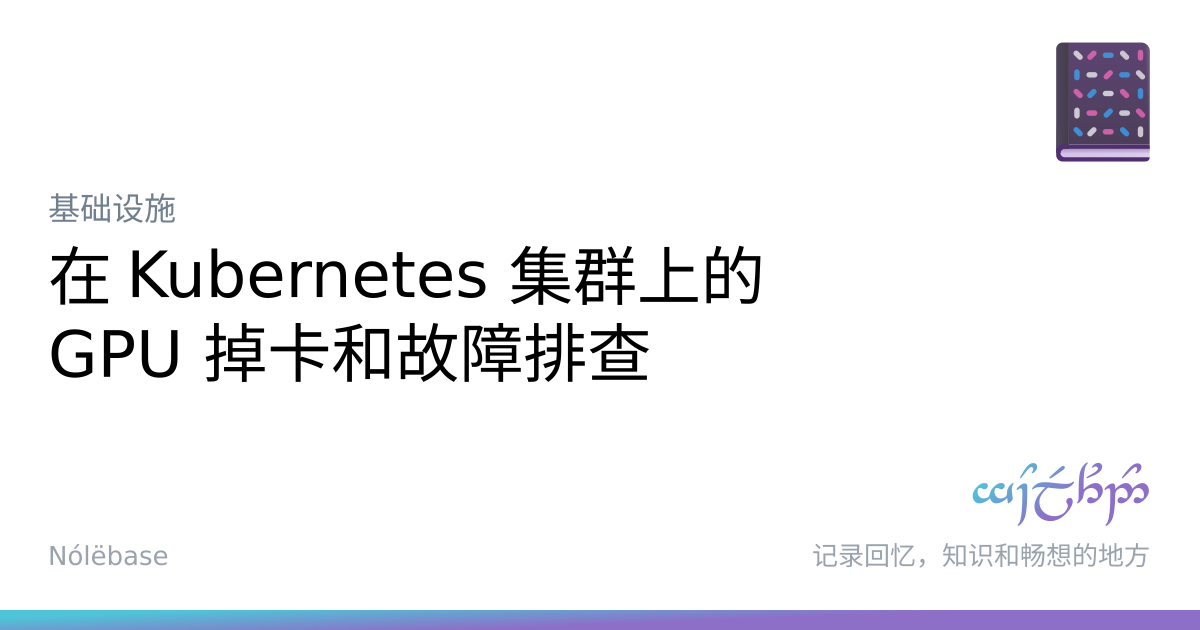 基础设施
在 Kubernetes 集群上的
GPU 掉卡和故障排查
Nólëbase
记录回忆，知识和畅想的地方